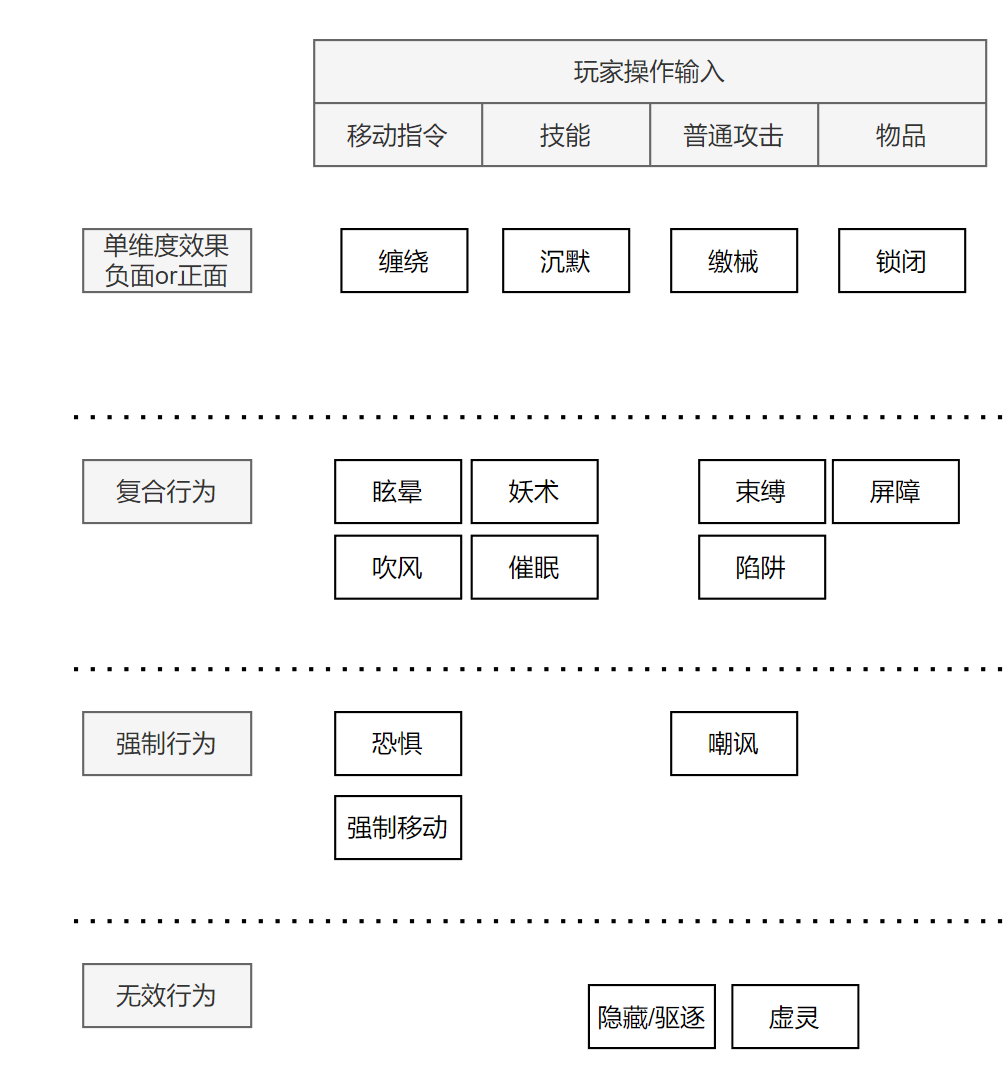 玩家操作输入
移动指令
技能
普通攻击
物品
单维度效果
负面or正面
缠绕
沉默
缴械
锁闭
复合行为
眩晕
妖术
束缚
屏障
吹风
催眠
陷阱
强制行为
恐惧
嘲讽
强制移动
无效行为
隐藏/驱逐
虚灵